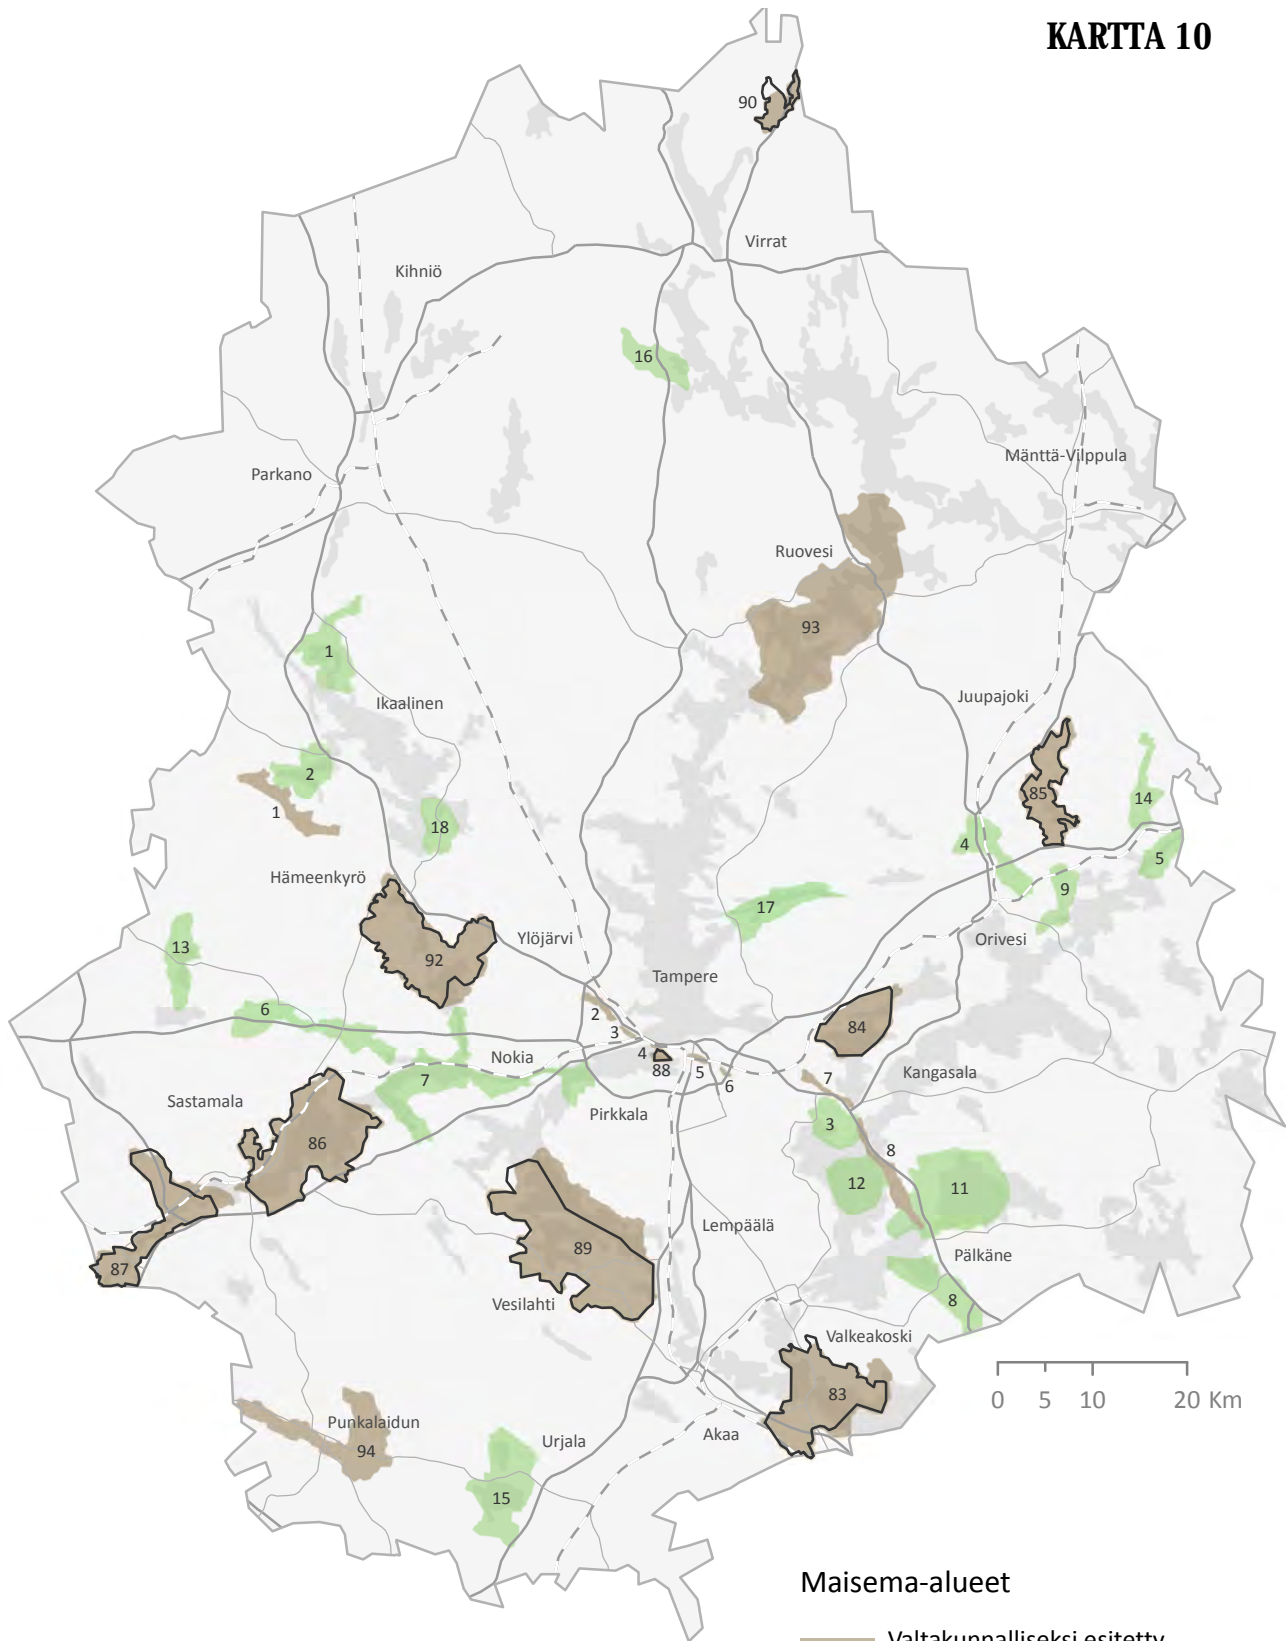 KARTTA 10
90
Virrat
Kihniö
16
Mänttä-Vilppula
Parkano
Ruovesi
93
1
Ikaalinen
Juupajoki
2
1
85
14
18
4
5
Hämeenkyrö
9
17
13
Ylöjärvi
Orivesi
92
Tampere
6
2
3
84
4
88
5
6
Nokia
7
7
Kangasala
Sastamala
Pirkkala
3
86
8
12
11
Lempäälä
89
Pälkäne
87
8
Vesilahti
Valkeakoski
83
0 5 10 20 Km
Punkalaidun
94
Urjala
Akaa
15
Maisema-alueet
Valtakunnalliseksi esitetty